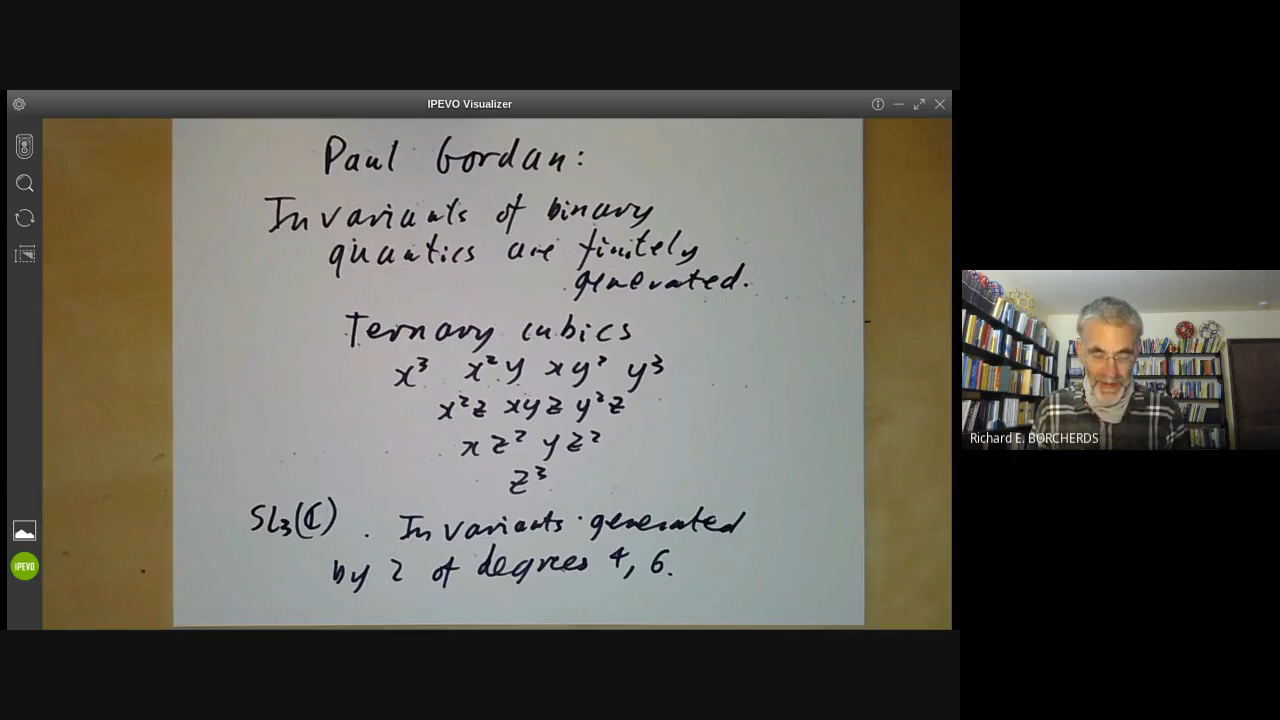 IPEVO Visualizer
Paul Gordan:
Invariants of binary
quantics are finitely
generated.
Ternary cubics
x³ x²y xy² y³
x²z xyz y²z
xz² yz²
z³
SL₃(ℂ). Invariants generated
by 2 of degrees 4, 6.
IPEVO
Richard E. BORCHERDS